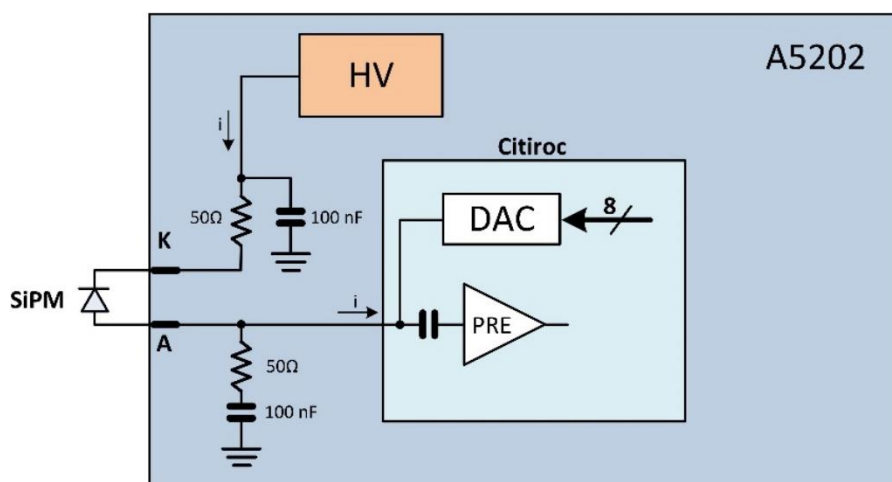 A5202
HV
i
Citiroc
50Ω
100 nF
DAC
8
K
SiPM
i
A
PRE
50Ω
100 nF